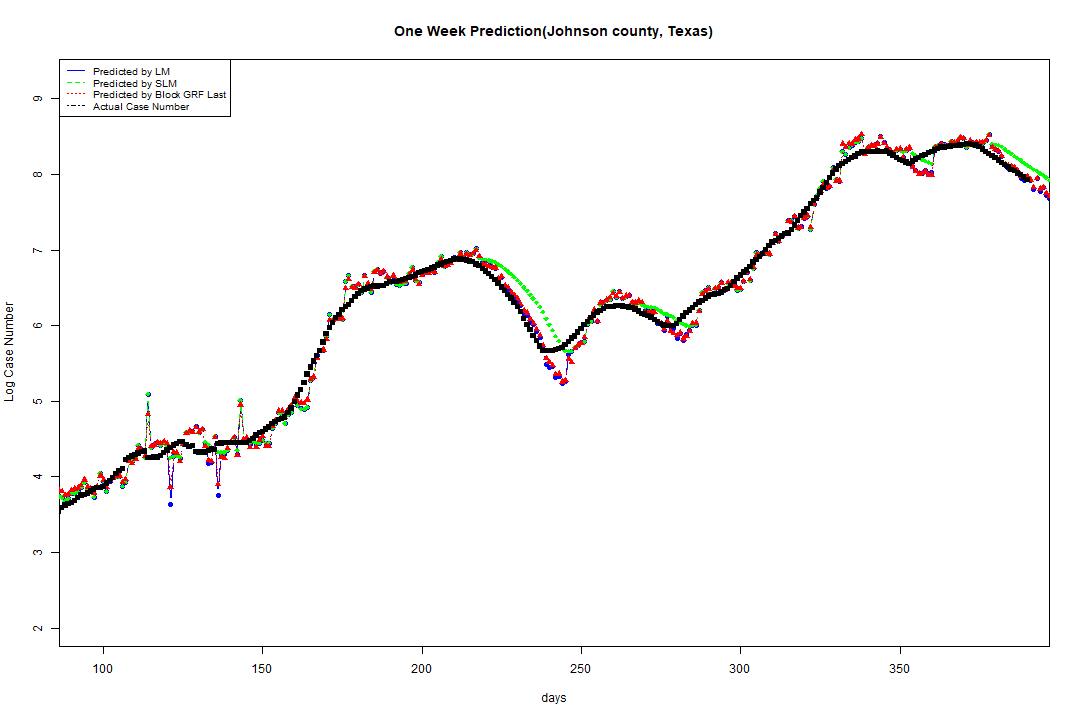 One Week Prediction(Johnson county, Texas)
Predicted by LM
Predicted by SLM
Predicted by Block GRF Last
Actual Case Number
9
8
7
6
5
4
3
2
Log Case Number
100 150 200 250 300 350
days